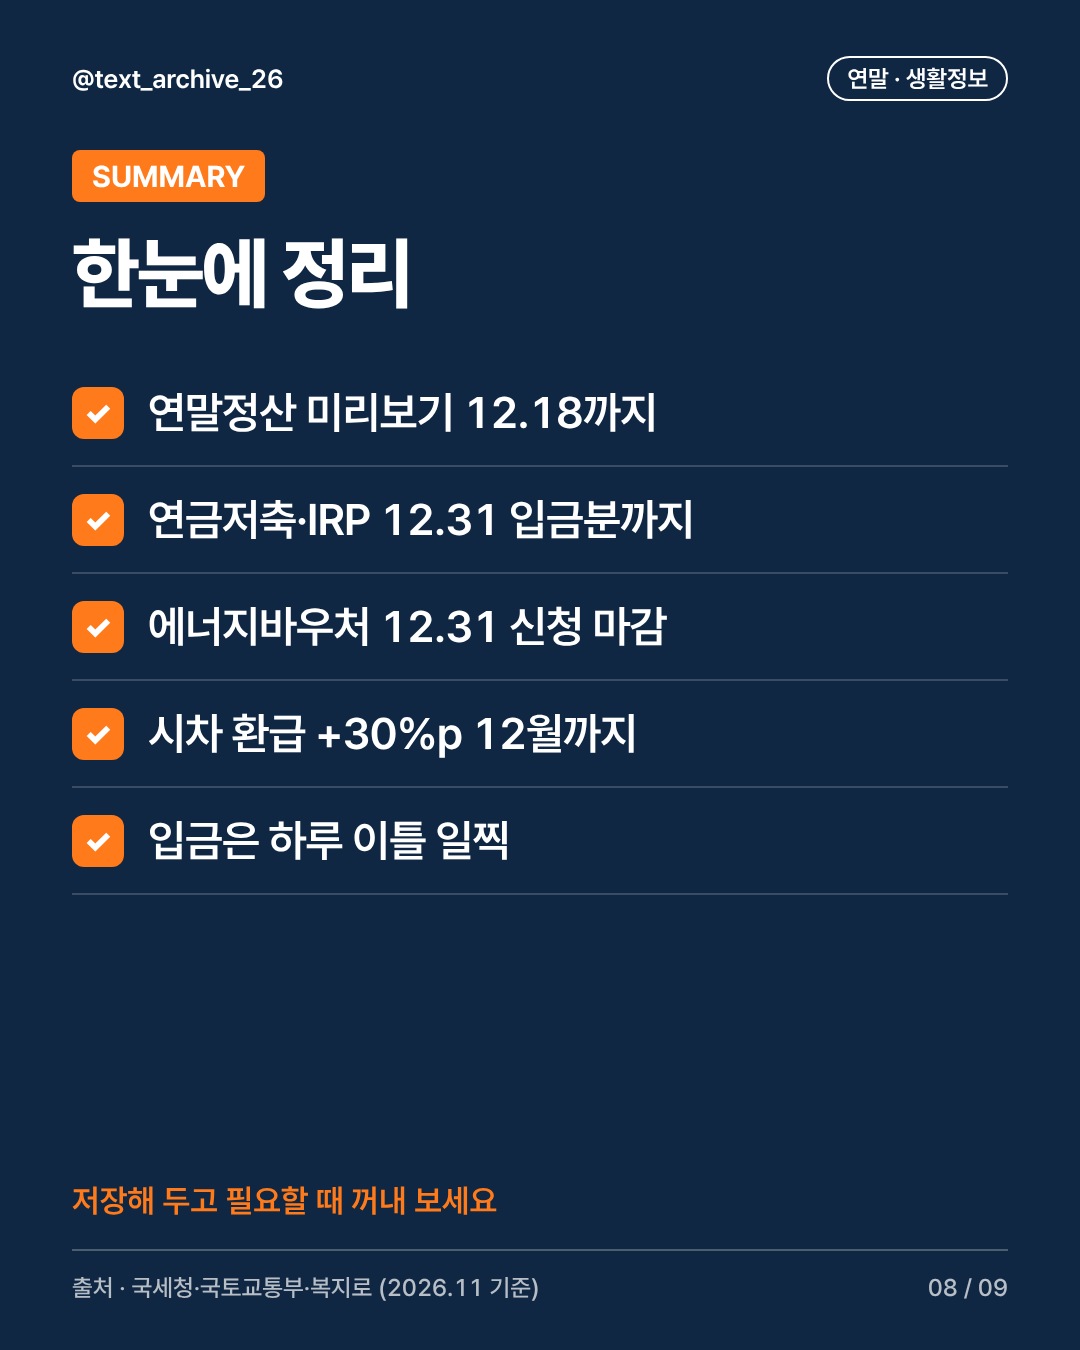 @text_archive_26
연말 · 생활정보
SUMMARY
한눈에 정리
연말정산 미리보기 12.18까지
연금저축·IRP 12.31 입금분까지
에너지바우처 12.31 신청 마감
시차 환급 +30%p 12월까지
입금은 하루 이틀 일찍
저장해 두고 필요할 때 꺼내 보세요
출처 · 국세청·국토교통부·복지로 (2026.11 기준)
08 / 09